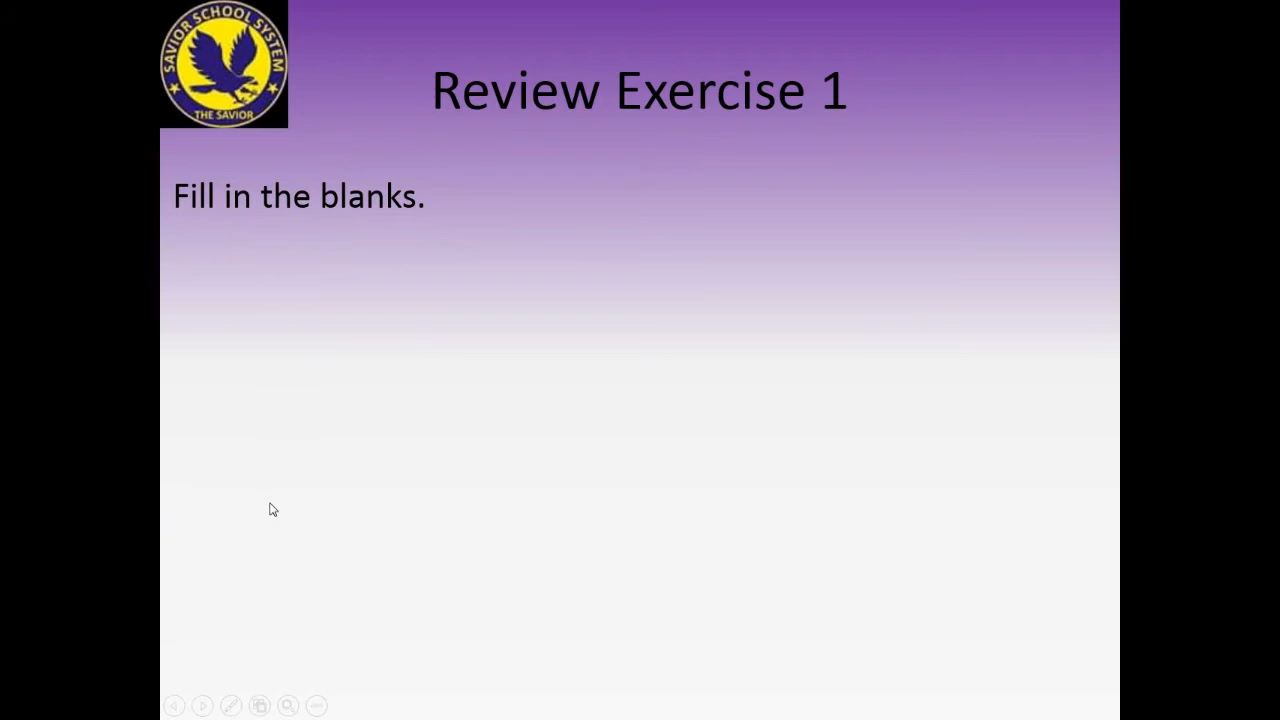 SAVIOR SCHOOL SYSTEM
THE SAVIOR
Review Exercise 1
Fill in the blanks.